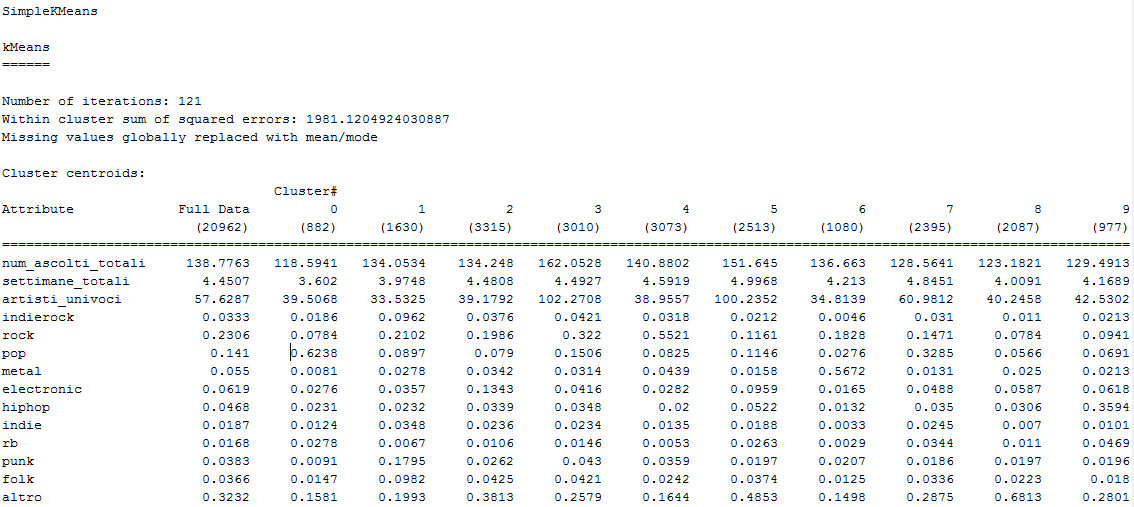 SimpleKMeans
kMeans
======
Number of iterations: 121
Within cluster sum of squared errors: 1981.1204924030887
Missing values globally replaced with mean/mode
Cluster centroids:
Cluster#
Attribute Full Data 0 1 2 3 4 5 6 7 8 9
(20962) (882) (1630) (3315) (3010) (3073) (2513) (1080) (2395) (2087) (977)
num_ascolti_totali 138.7763 118.5941 134.0534 134.248 162.0528 140.8802 151.645 136.663 128.5641 123.1821 129.4913
settimane_totali 4.4507 3.602 3.9748 4.4808 4.4927 4.5919 4.9968 4.213 4.8451 4.0091 4.1689
artisti_univoci 57.6287 39.5068 33.5325 39.1792 102.2708 38.9557 100.2352 34.8139 60.9812 40.2458 42.5302
indierock 0.0333 0.0186 0.0962 0.0376 0.0421 0.0318 0.0212 0.0046 0.031 0.011 0.0213
rock 0.2306 0.0784 0.2102 0.1986 0.322 0.5521 0.1161 0.1828 0.1471 0.0784 0.0941
pop 0.141 0.6238 0.0897 0.079 0.1506 0.0825 0.1146 0.0276 0.3285 0.0566 0.0691
metal 0.055 0.0081 0.0278 0.0342 0.0314 0.0439 0.0158 0.5672 0.0131 0.025 0.0213
electronic 0.0619 0.0276 0.0357 0.1343 0.0416 0.0282 0.0959 0.0165 0.0488 0.0587 0.0618
hiphop 0.0468 0.0231 0.0232 0.0339 0.0348 0.02 0.0522 0.0132 0.035 0.0306 0.3594
indie 0.0187 0.0124 0.0348 0.0236 0.0234 0.0135 0.0188 0.0033 0.0245 0.007 0.0101
rb 0.0168 0.0278 0.0067 0.0106 0.0146 0.0053 0.0263 0.0029 0.0344 0.011 0.0469
punk 0.0383 0.0091 0.1795 0.0262 0.043 0.0359 0.0197 0.0207 0.0186 0.0197 0.0196
folk 0.0366 0.0147 0.0982 0.0425 0.0421 0.0242 0.0374 0.0125 0.0336 0.0223 0.018
altro 0.3232 0.1581 0.1993 0.3813 0.2579 0.1644 0.4853 0.1498 0.2875 0.6813 0.2801